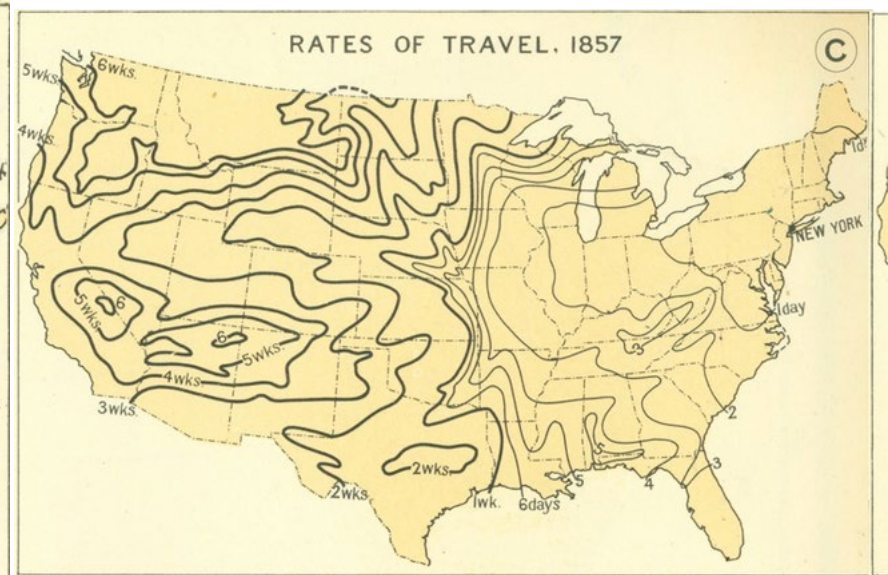 RATES OF TRAVEL, 1857
C
5wks.
6wks.
4wks.
1d
NEW YORK
1day
5wks.
6
6
5wks.
4wks.
3
3wks.
2
2wks.
2wks
1wk.
6days
5
4
3